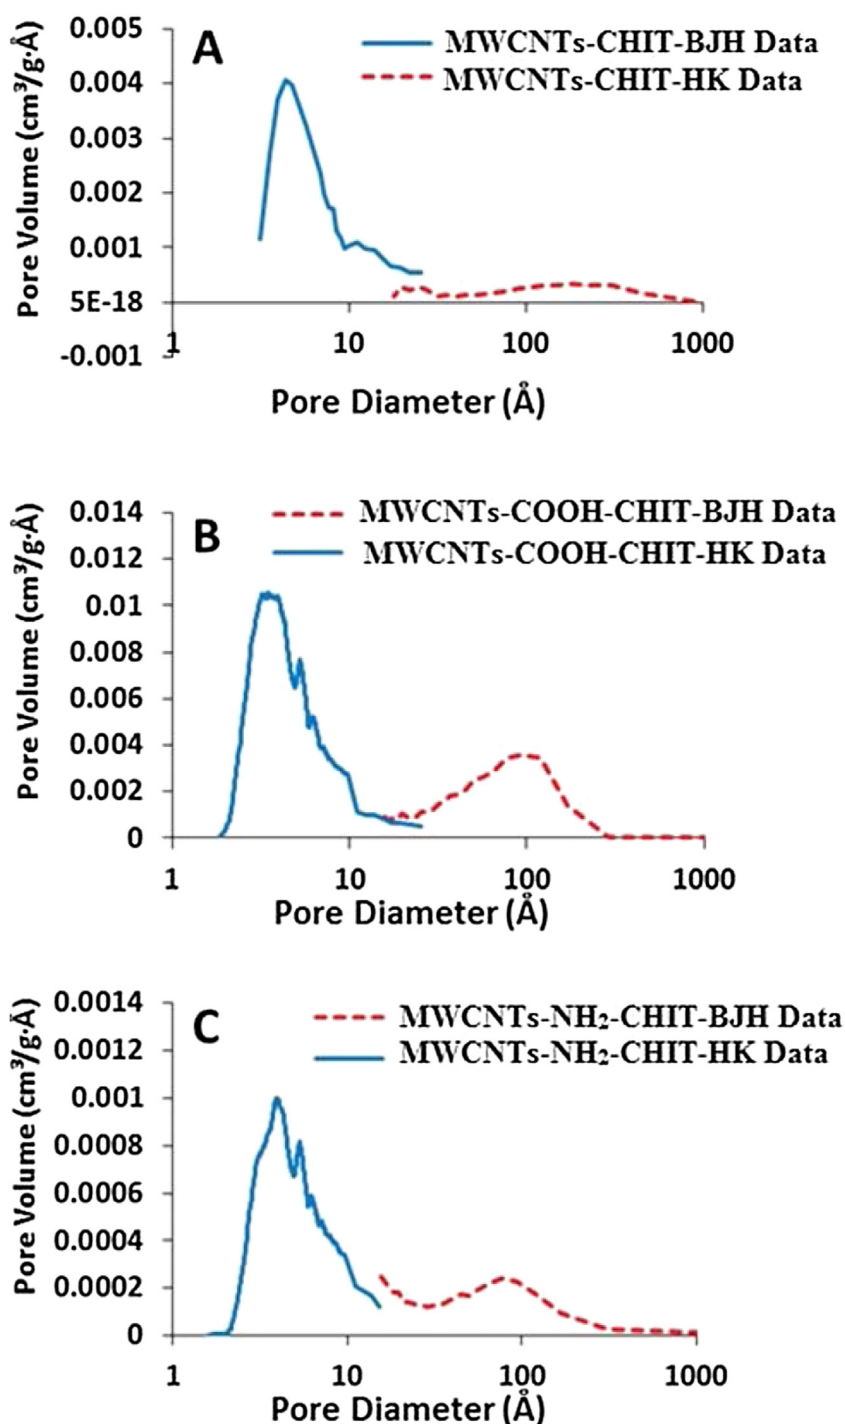 A
MWCNTs-CHIT-BJH Data
MWCNTs-CHIT-HK Data
Pore Volume (cm³/g·Å)
0.005
0.004
0.003
0.002
0.001
5E-18
-0.001
1 10 100 1000
Pore Diameter (Å)
B
MWCNTs-COOH-CHIT-BJH Data
MWCNTs-COOH-CHIT-HK Data
Pore Volume (cm³/g·Å)
0.014
0.012
0.01
0.008
0.006
0.004
0.002
0
1 10 100 1000
Pore Diameter (Å)
C
MWCNTs-NH₂-CHIT-BJH Data
MWCNTs-NH₂-CHIT-HK Data
Pore Volume (cm³/g·Å)
0.0014
0.0012
0.001
0.0008
0.0006
0.0004
0.0002
0
1 10 100 1000
Pore Diameter (Å)